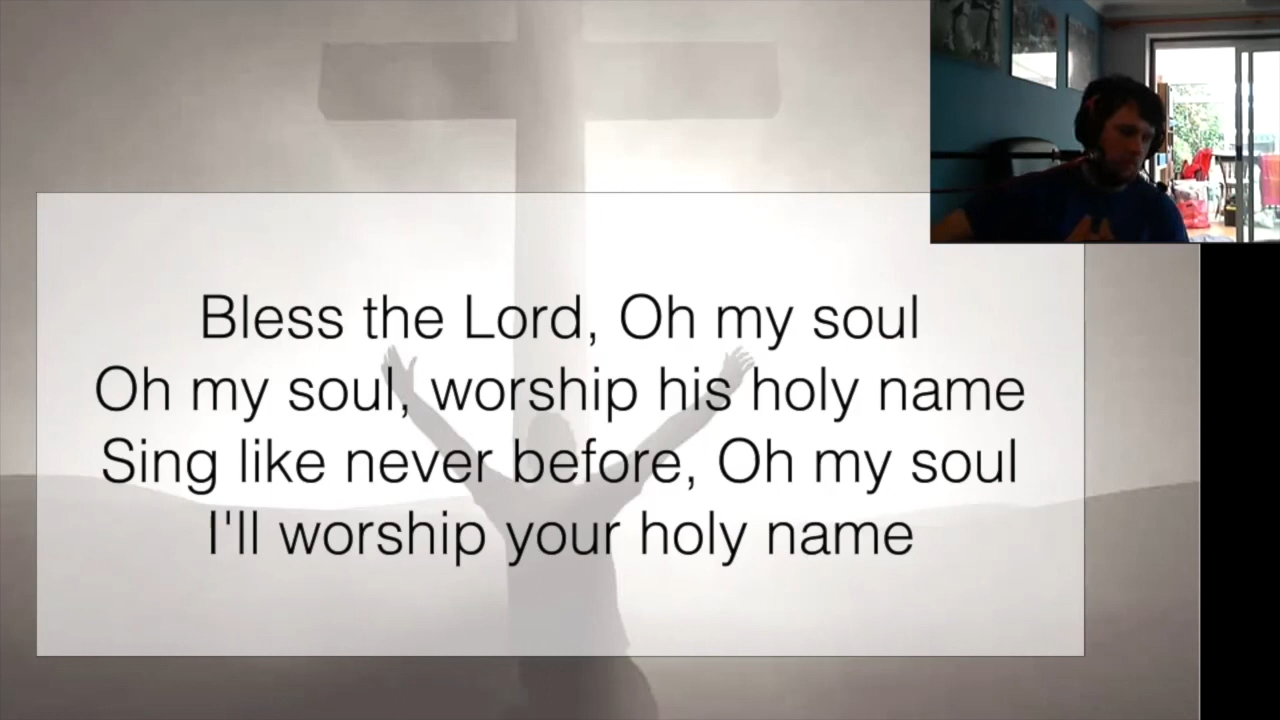 Bless the Lord, Oh my soul
Oh my soul, worship his holy name
Sing like never before, Oh my soul
I'll worship your holy name